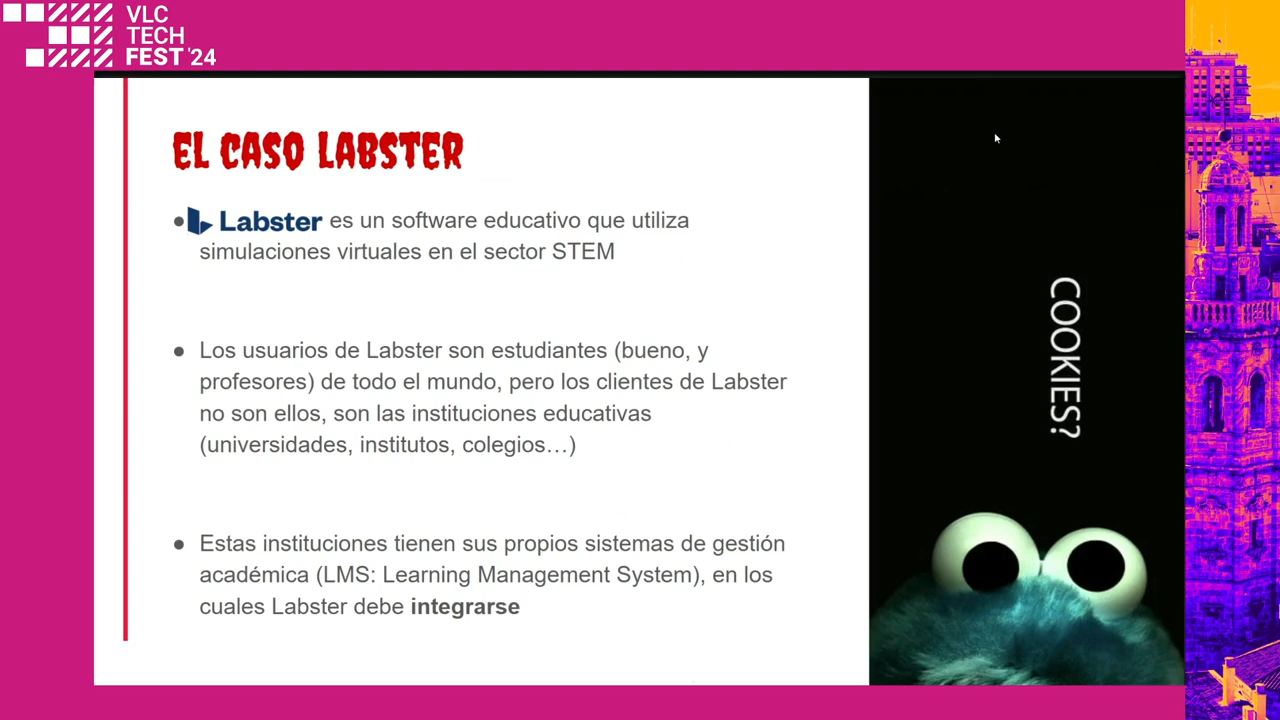 VLC
TECH
FEST '24
EL CASO LABSTER
● Labster es un software educativo que utiliza
simulaciones virtuales en el sector STEM
● Los usuarios de Labster son estudiantes (bueno, y
profesores) de todo el mundo, pero los clientes de Labster
no son ellos, son las instituciones educativas
(universidades, institutos, colegios…)
● Estas instituciones tienen sus propios sistemas de gestión
académica (LMS: Learning Management System), en los
cuales Labster debe integrarse
COOKIES?